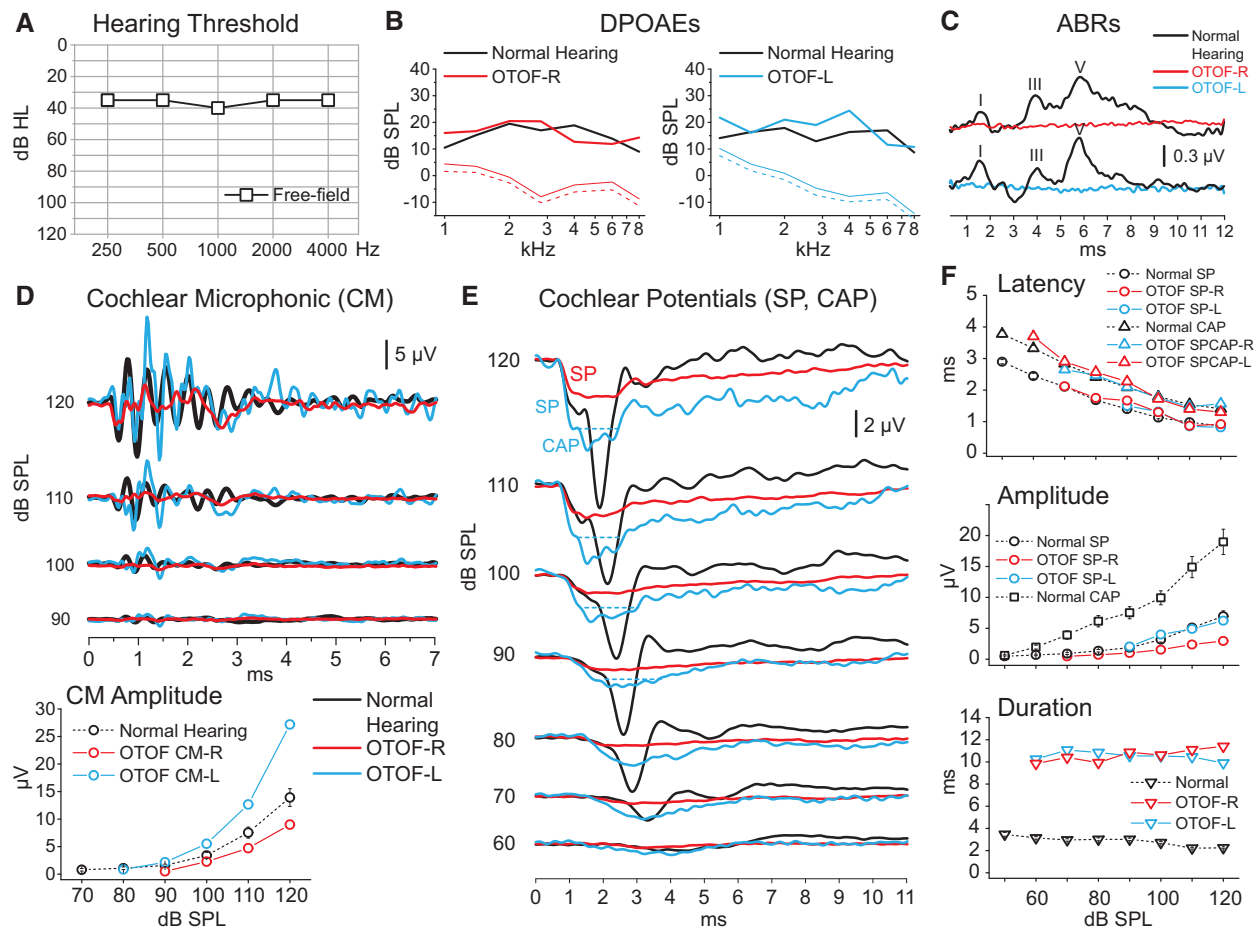 A Hearing Threshold
0
20
40
60
80
100
120
dB HL
Free-field
250 500 1000 2000 4000 Hz
B DPOAEs
Normal Hearing
OTOF-R
40
30
20
10
0
-10
dB SPL
1 2 3 4 5 6 7 8
kHz
Normal Hearing
OTOF-L
40
30
20
10
0
-10
dB SPL
1 2 3 4 5 6 7 8
kHz
C ABRs
Normal
Hearing
OTOF-R
OTOF-L
I III V
I III V
0.3 µV
1 2 3 4 5 6 7 8 9 10 11 12
ms
D Cochlear Microphonic (CM)
5 µV
120
110
100
90
dB SPL
0 1 2 3 4 5 6 7
ms
CM Amplitude
Normal Hearing
OTOF CM-R
OTOF CM-L
30
25
20
15
10
5
0
µV
70 80 90 100 110 120
dB SPL
Normal
Hearing
OTOF-R
OTOF-L
E Cochlear Potentials (SP, CAP)
120
SP
SP
CAP
2 µV
110
100
90
80
70
60
dB SPL
0 1 2 3 4 5 6 7 8 9 10 11
ms
F Latency
Normal SP
OTOF SP-R
OTOF SP-L
Normal CAP
OTOF SPCAP-R
OTOF SPCAP-L
5
4
3
2
1
0
ms
Amplitude
Normal SP
OTOF SP-R
OTOF SP-L
Normal CAP
25
20
15
10
5
0
µV
Duration
14
12
10
8
6
4
2
0
ms
Normal
OTOF-R
OTOF-L
60 80 100 120
dB SPL